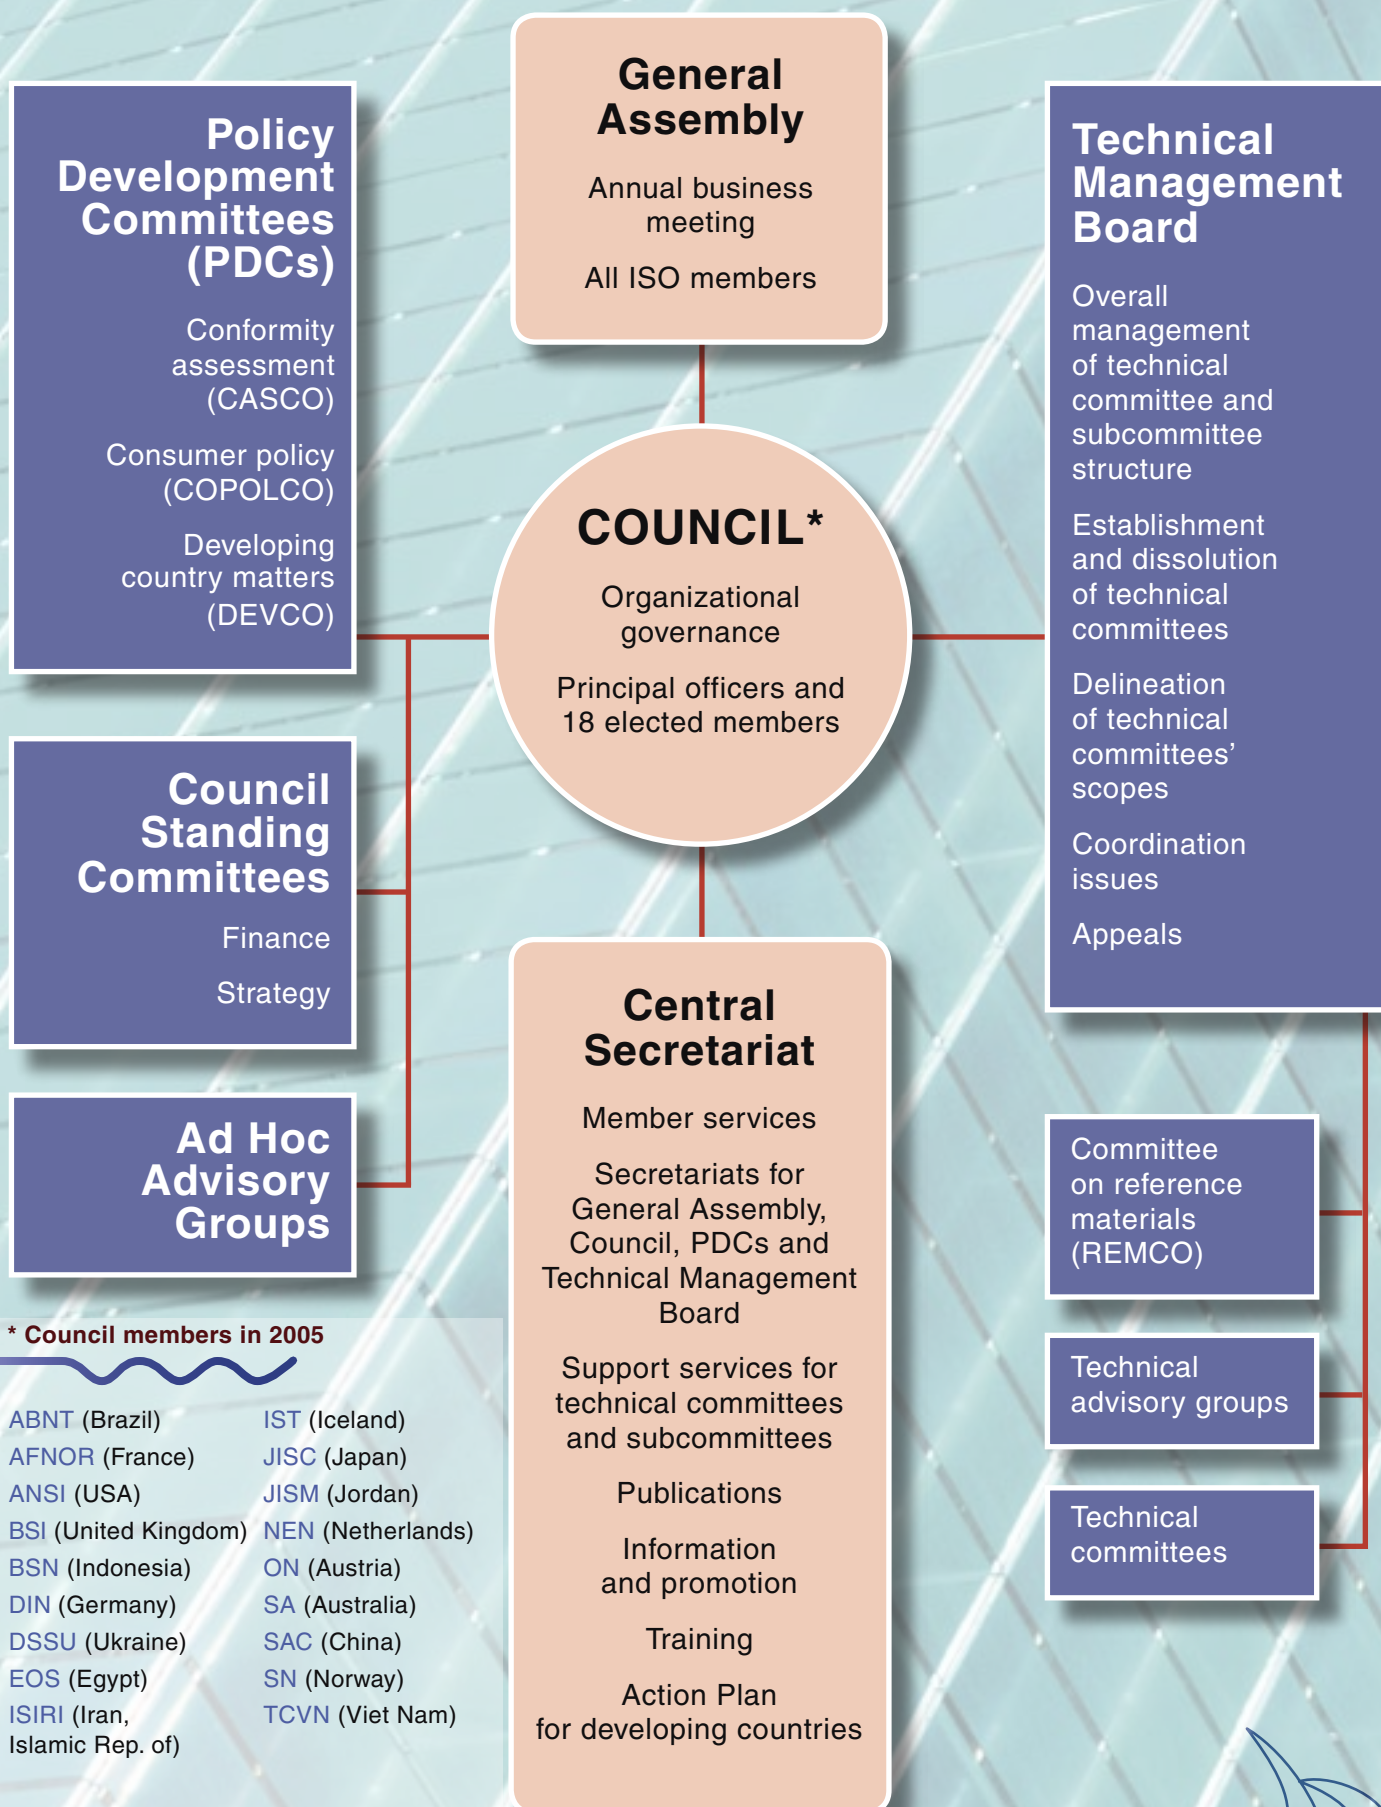 General
Assembly
Annual business
meeting
All ISO members
Policy
Development
Committees
(PDCs)
Conformity
assessment
(CASCO)
Consumer policy
(COPOLCO)
Developing
country matters
(DEVCO)
COUNCIL*
Organizational
governance
Principal officers and
18 elected members
Technical
Management
Board
Overall
management
of technical
committee and
subcommittee
structure
Establishment
and dissolution
of technical
committees
Delineation
of technical
committees’
scopes
Coordination
issues
Appeals
Council
Standing
Committees
Finance
Strategy
Ad Hoc
Advisory
Groups
Central
Secretariat
Member services
Secretariats for
General Assembly,
Council, PDCs and
Technical Management
Board
Support services for
technical committees
and subcommittees
Publications
Information
and promotion
Training
Action Plan
for developing countries
Committee
on reference
materials
(REMCO)
Technical
advisory groups
Technical
committees
* Council members in 2005
ABNT (Brazil)
AFNOR (France)
ANSI (USA)
BSI (United Kingdom)
BSN (Indonesia)
DIN (Germany)
DSSU (Ukraine)
EOS (Egypt)
ISIRI (Iran,
Islamic Rep. of)
IST (Iceland)
JISC (Japan)
JISM (Jordan)
NEN (Netherlands)
ON (Austria)
SA (Australia)
SAC (China)
SN (Norway)
TCVN (Viet Nam)